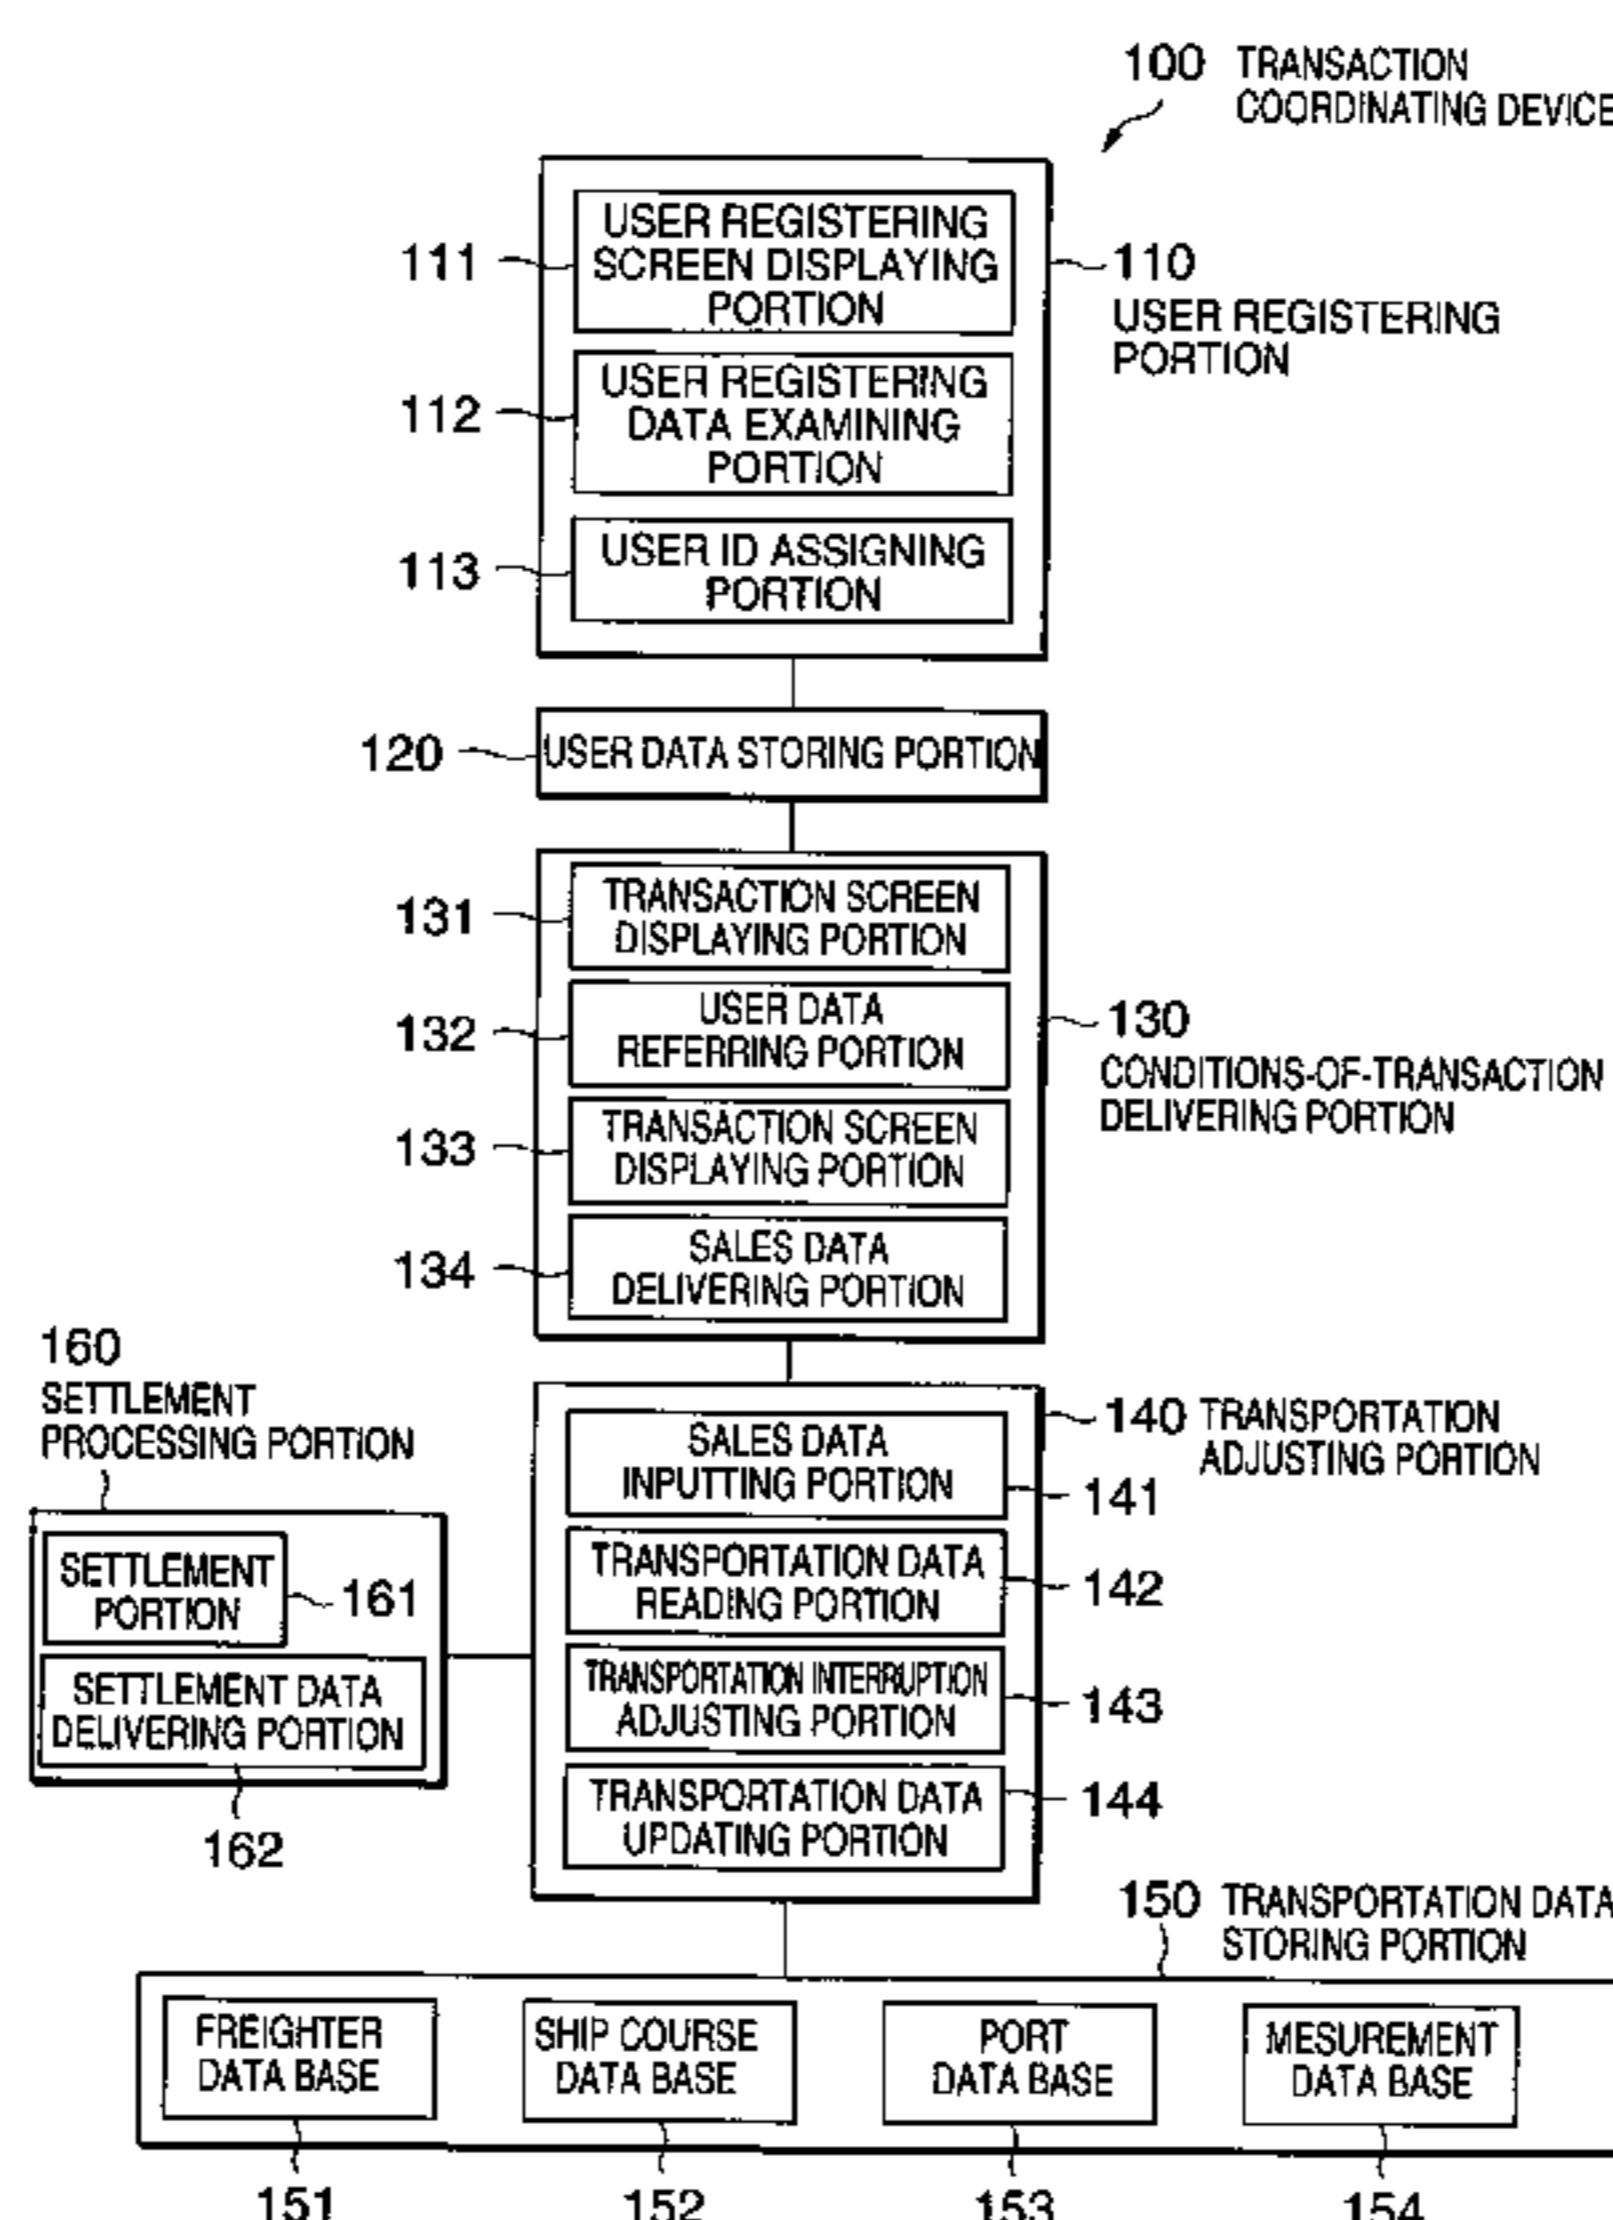 100 TRANSACTION
COORDINATING DEVICE
USER REGISTERING
111 SCREEN DISPLAYING 110
PORTION
USER REGISTERING
PORTION
USER REGISTERING
112 DATA EXAMINING
PORTION
113 USER ID ASSIGNING
PORTION
120 USER DATA STORING PORTION
131 TRANSACTION SCREEN
DISPLAYING PORTION
132 USER DATA
REFERRING PORTION
130
CONDITIONS-OF-TRANSACTION
DELIVERING PORTION
133 TRANSACTION SCREEN
DISPLAYING PORTION
134 SALES DATA
DELIVERING PORTION
160
SETTLEMENT
PROCESSING PORTION
140 TRANSPORTATION
ADJUSTING PORTION
SALES DATA
INPUTTING PORTION 141
SETTLEMENT
PORTION 161
TRANSPORTATION DATA
READING PORTION 142
SETTLEMENT DATA
DELIVERING PORTION
162
TRANSPORTATION INTERRUPTION
ADJUSTING PORTION 143
TRANSPORTATION DATA
UPDATING PORTION 144
150 TRANSPORTATION DATA
STORING PORTION
FREIGHTER
DATA BASE
SHIP COURSE
DATA BASE
PORT
DATA BASE
MESUREMENT
DATA BASE
151 152 153 154